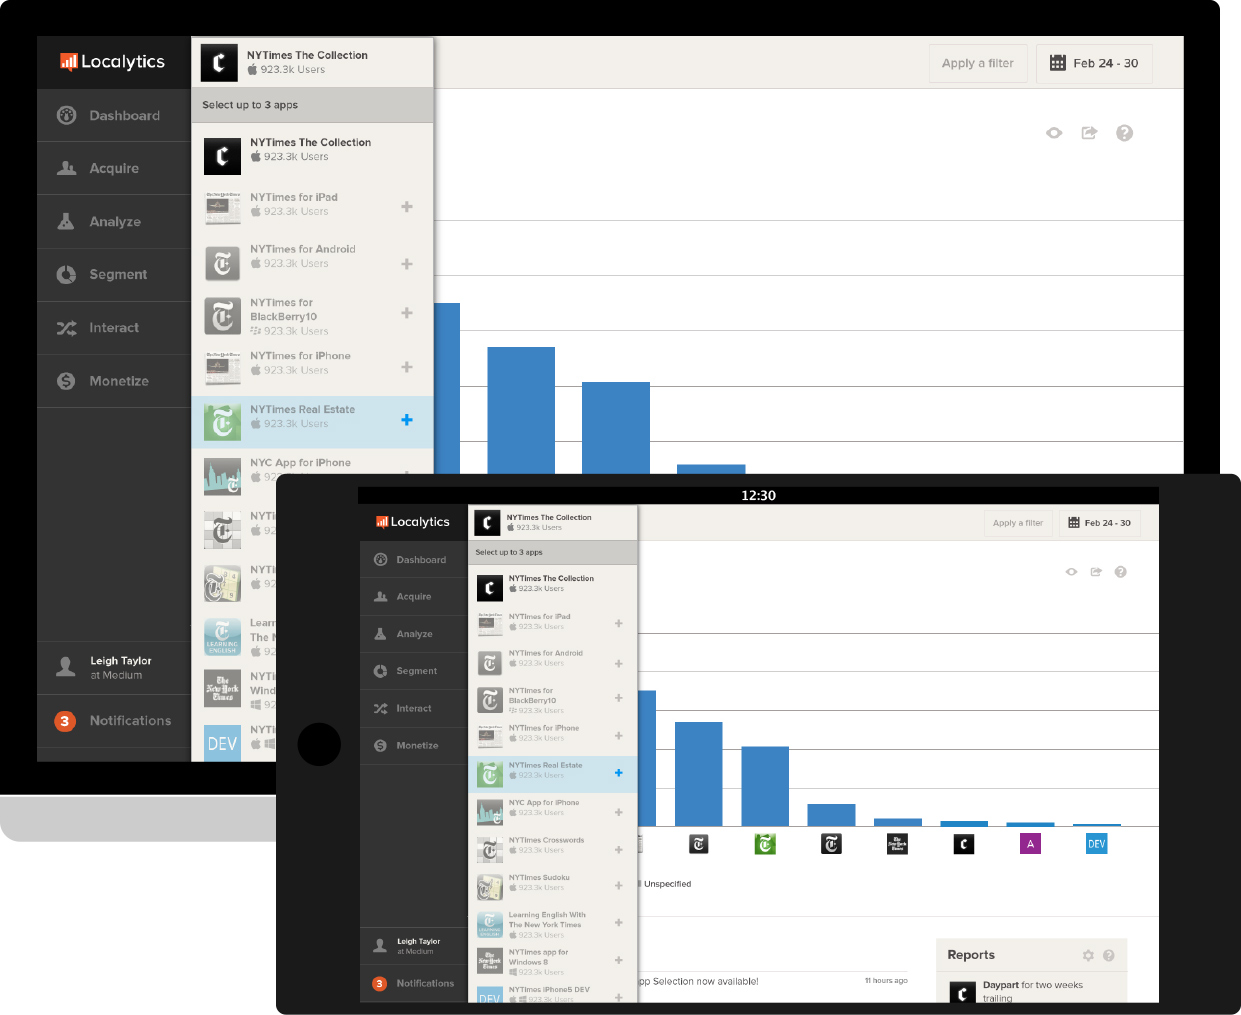 Localytics
NYTimes The Collection
923.3k Users
Apply a filter
Feb 24 - 30
Select up to 3 apps
Dashboard
Acquire
Analyze
Segment
Interact
Monetize
NYTimes The Collection
923.3k Users
NYTimes for iPad
923.3k Users
NYTimes for Android
923.3k Users
NYTimes for
BlackBerry10
923.3k Users
NYTimes for iPhone
923.3k Users
NYTimes Real Estate
923.3k Users
NYC App for iPhone
Leigh Taylor
at Medium
3 Notifications
LEARNING
ENGLISH
The
New York
Times
DEV
12:30
Localytics
NYTimes The Collection
923.3k Users
Apply a filter
Feb 24 - 30
Select up to 3 apps
Dashboard
Acquire
Analyze
Segment
Interact
Monetize
NYTimes The Collection
923.3k Users
NYTimes for iPad
923.3k Users
NYTimes for Android
923.3k Users
NYTimes for
BlackBerry10
923.3k Users
NYTimes for iPhone
923.3k Users
NYTimes Real Estate
923.3k Users
NYC App for iPhone
923.3k Users
NYTimes Crosswords
923.3k Users
NYTimes Sudoku
923.3k Users
Learning English With
The New York Times
923.3k Users
NYTimes app for
Windows 8
923.3k Users
NYTimes iPhone5 DEV
923.3k Users
DEV
A
DEV
Unspecified
Leigh Taylor
at Medium
3 Notifications
Selection now available!
11 hours ago
Reports
Daypart for two weeks
trailing